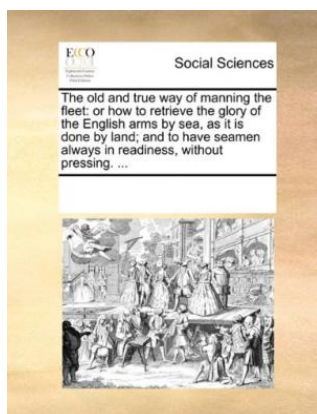 ECCO
Social Sciences
The old and true way of manning the
fleet: or how to retrieve the glory of
the English arms by sea, as it is
done by land; and to have seamen
always in readiness, without
pressing. ...